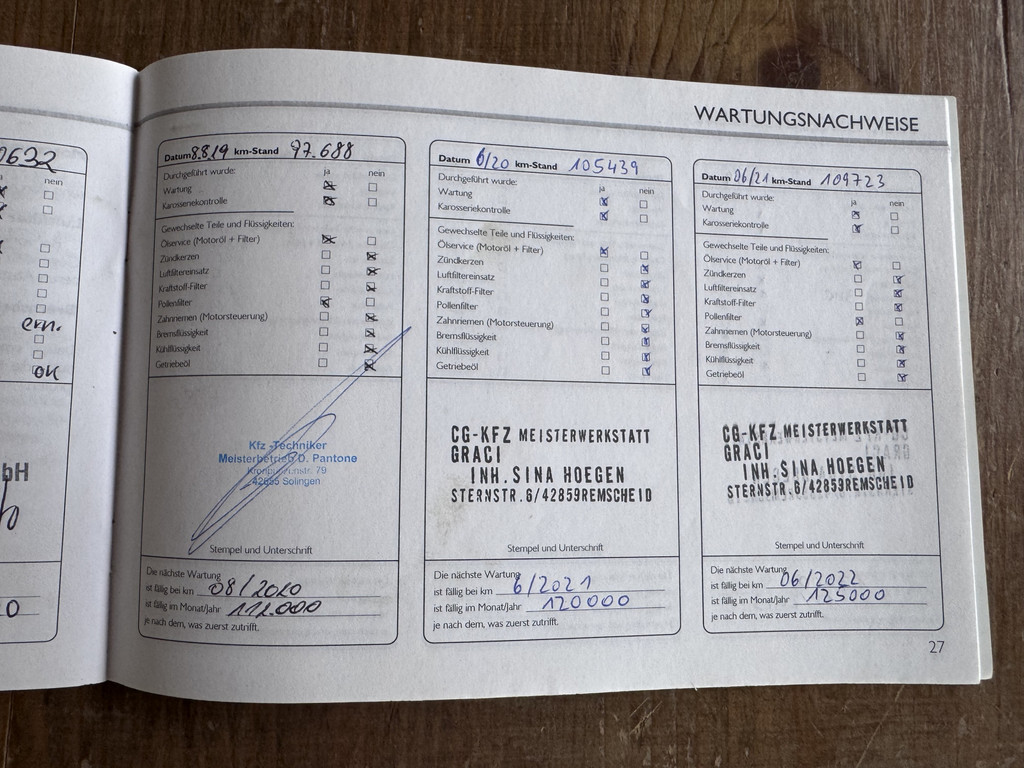 WARTUNGSNACHWEISE
0632
nein
ern.
OK
bH
0
Datum 8.8.19 km-Stand 97.688
Durchgeführt wurde: ja nein
Wartung
Karosseriekontrolle
Gewechselte Teile und Flüssigkeiten:
Ölservice (Motoröl + Filter)
Zündkerzen
Luftfiltereinsatz
Kraftstoff-Filter
Pollenfilter
Zahnriemen (Motorsteuerung)
Bremsflüssigkeit
Kühlflüssigkeit
Getriebeöl
Kfz -Techniker
Meisterbetrieb D. Pantone
79
42655 Solingen
Stempel und Unterschrift
Die nächste Wartung
ist fällig bei km 08/2020
ist fällig im Monat/Jahr 111.000
je nach dem, was zuerst zutrifft.
Datum 6/20 km-Stand 105439
Durchgeführt wurde: ja nein
Wartung
Karosseriekontrolle
Gewechselte Teile und Flüssigkeiten:
Ölservice (Motoröl + Filter)
Zündkerzen
Luftfiltereinsatz
Kraftstoff-Filter
Pollenfilter
Zahnriemen (Motorsteuerung)
Bremsflüssigkeit
Kühlflüssigkeit
Getriebeöl
CG-KFZ MEISTERWERKSTATT
GRACI
INH. SINA HOEGEN
STERNSTR. 6/42859REMSCHEID
Stempel und Unterschrift
Die nächste Wartung
ist fällig bei km 6/2021
ist fällig im Monat/Jahr 120000
je nach dem, was zuerst zutrifft.
Datum 06/21 km-Stand 109723
Durchgeführt wurde: ja nein
Wartung
Karosseriekontrolle
Gewechselte Teile und Flüssigkeiten:
Ölservice (Motoröl + Filter)
Zündkerzen
Luftfiltereinsatz
Kraftstoff-Filter
Pollenfilter
Zahnriemen (Motorsteuerung)
Bremsflüssigkeit
Kühlflüssigkeit
Getriebeöl
CG-KFZ MEISTERWERKSTATT
GRACI
INH. SINA HOEGEN
STERNSTR. 6/42859REMSCHEID
Stempel und Unterschrift
Die nächste Wartung
ist fällig bei km 06/2022
ist fällig im Monat/Jahr 125000
je nach dem, was zuerst zutrifft.
27